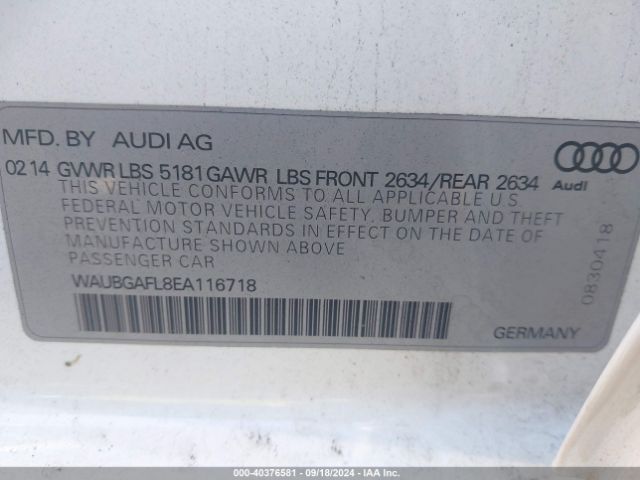 MFD. BY AUDI AG
02 14 GVWR LBS 5181 GAWR LBS FRONT 2634/REAR 2634
Audi
THIS VEHICLE CONFORMS TO ALL APPLICABLE U.S.
FEDERAL MOTOR VEHICLE SAFETY, BUMPER AND THEFT
PREVENTION STANDARDS IN EFFECT ON THE DATE OF
MANUFACTURE SHOWN ABOVE
PASSENGER CAR
0830418
WAUBGAFL8EA116718
GERMANY
000-40376581 - 09/18/2024 - IAA Inc.